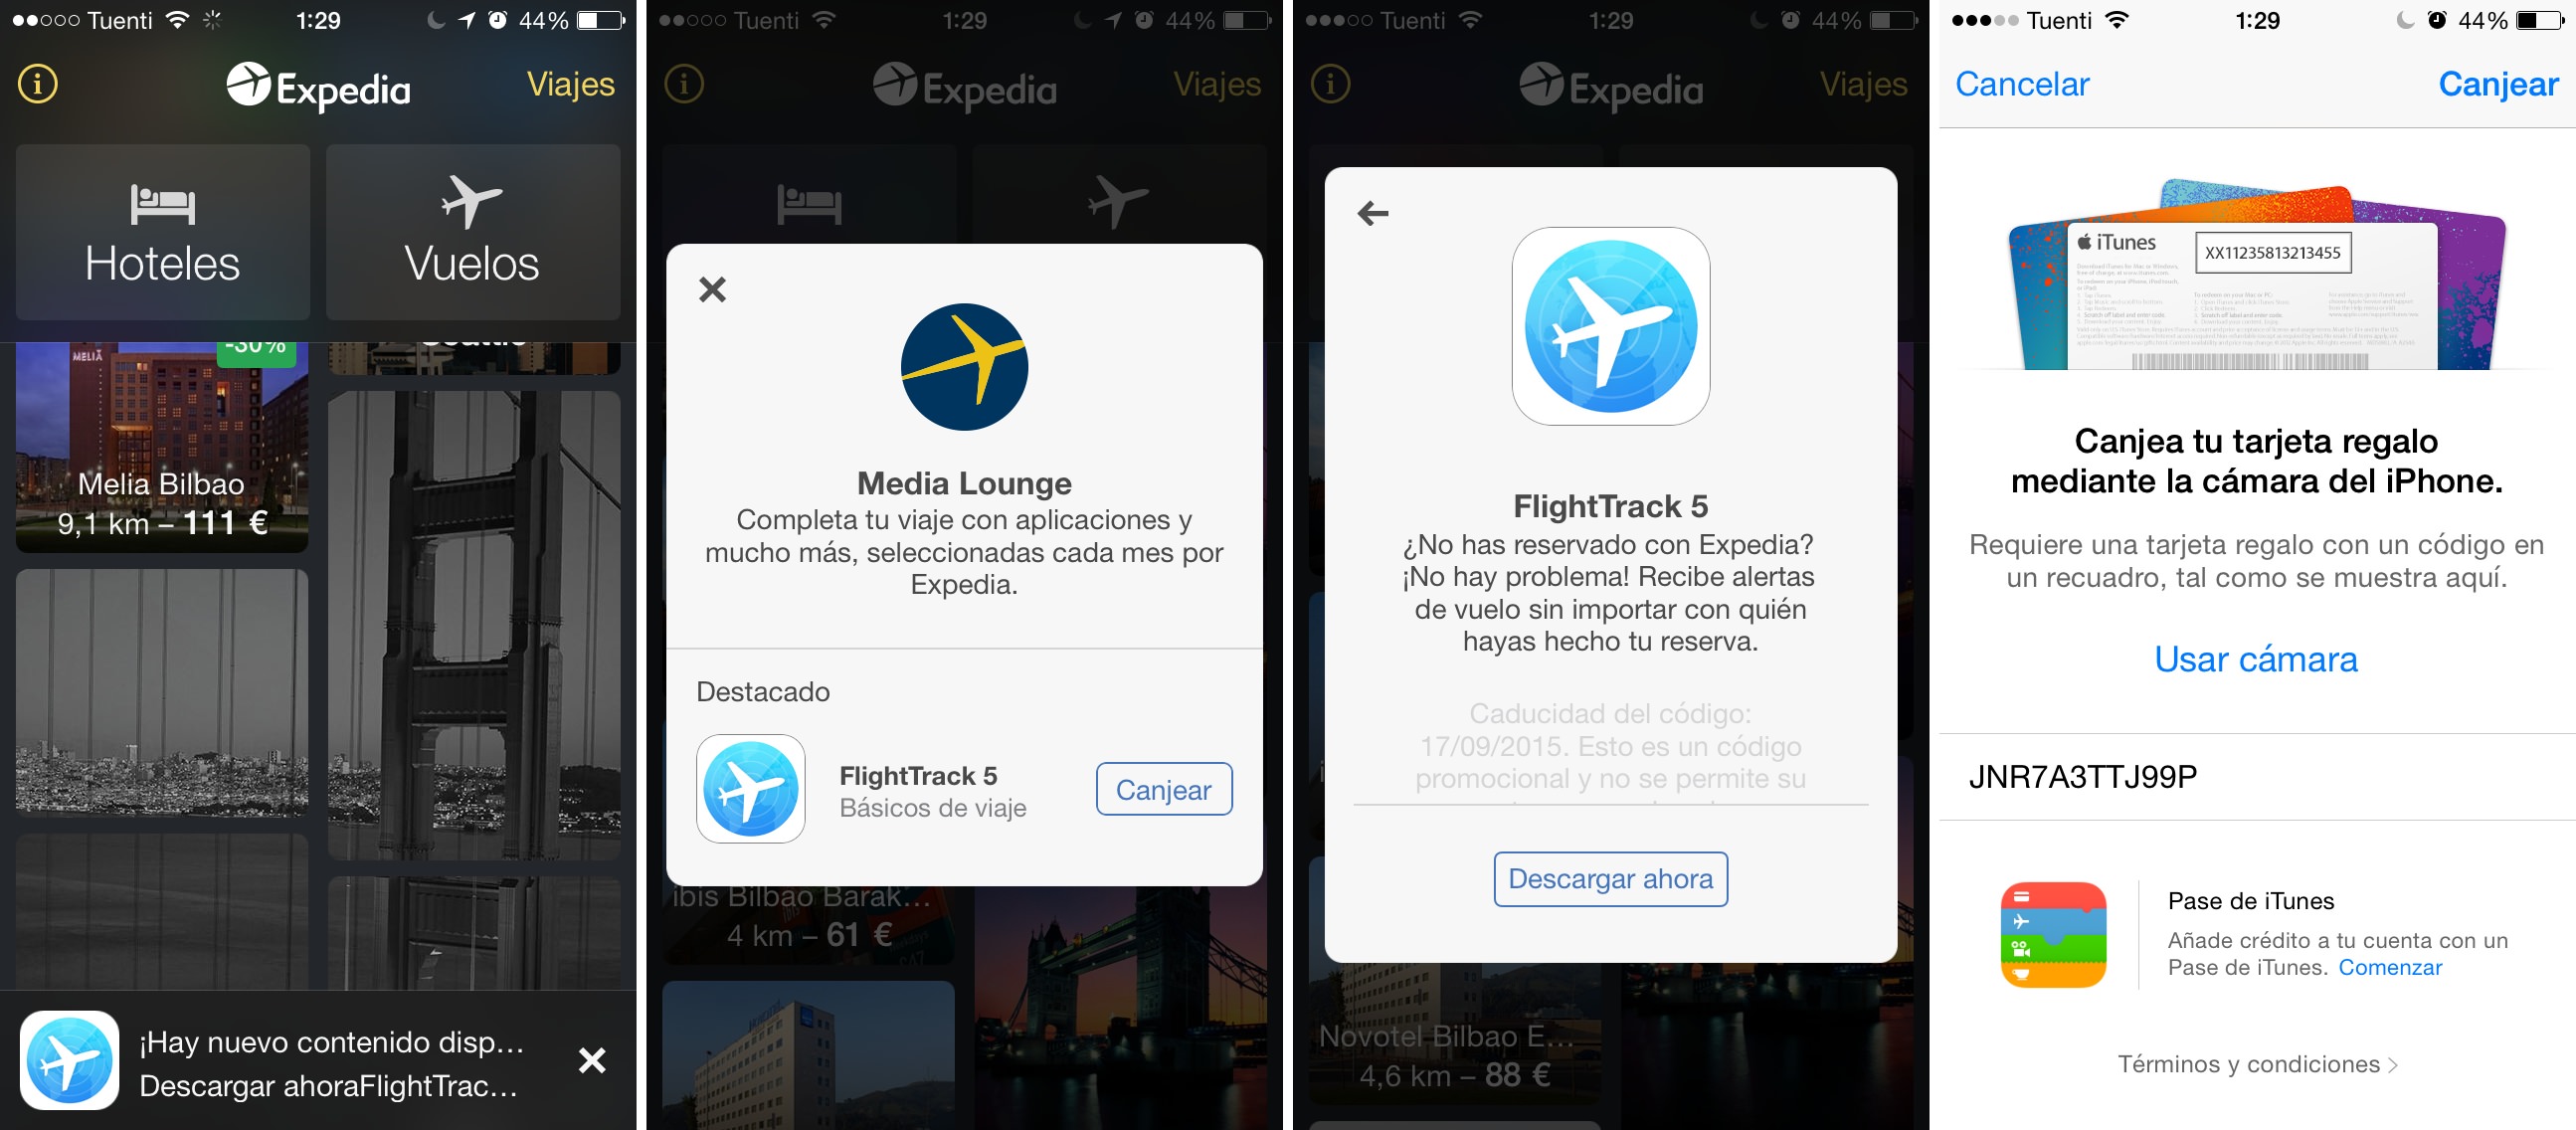 Tuenti 1:29 44%
Expedia
Viajes
Hoteles
Vuelos
MELIÁ
-30%
Seattle
Melia Bilbao
9,1 km – 111 €
¡Hay nuevo contenido disp...
Descargar ahoraFlightTrac...
Tuenti 1:29 44%
Expedia
Viajes
Media Lounge
Completa tu viaje con aplicaciones y
mucho más, seleccionadas cada mes por
Expedia.
Destacado
FlightTrack 5
Básicos de viaje
Canjear
ibis Bilbao Barak...
4 km – 61 €
Tuenti 1:29 44%
Expedia
Viajes
FlightTrack 5
¿No has reservado con Expedia?
¡No hay problema! Recibe alertas
de vuelo sin importar con quién
hayas hecho tu reserva.
Caducidad del código:
17/09/2015. Esto es un código
promocional y no se permite su
Descargar ahora
Novotel Bilbao E...
4,6 km – 88 €
Tuenti 1:29 44%
Cancelar
Canjear
iTunes
XX11235813213455
Canjea tu tarjeta regalo
mediante la cámara del iPhone.
Requiere una tarjeta regalo con un código en
un recuadro, tal como se muestra aquí.
Usar cámara
JNR7A3TTJ99P
Pase de iTunes
Añade crédito a tu cuenta con un
Pase de iTunes. Comenzar
Términos y condiciones >